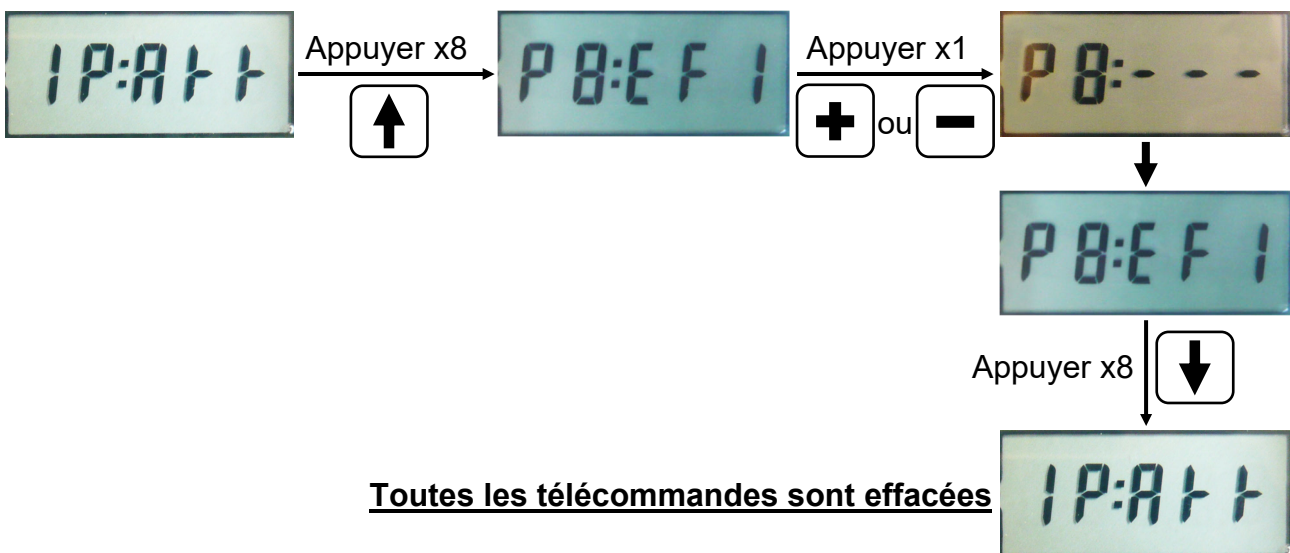 1P:Att
Appuyer x8
P8:EF1
Appuyer x1
+ ou -
P8:- - -
P8:EF1
Appuyer x8
Toutes les télécommandes sont effacées
1P:Att